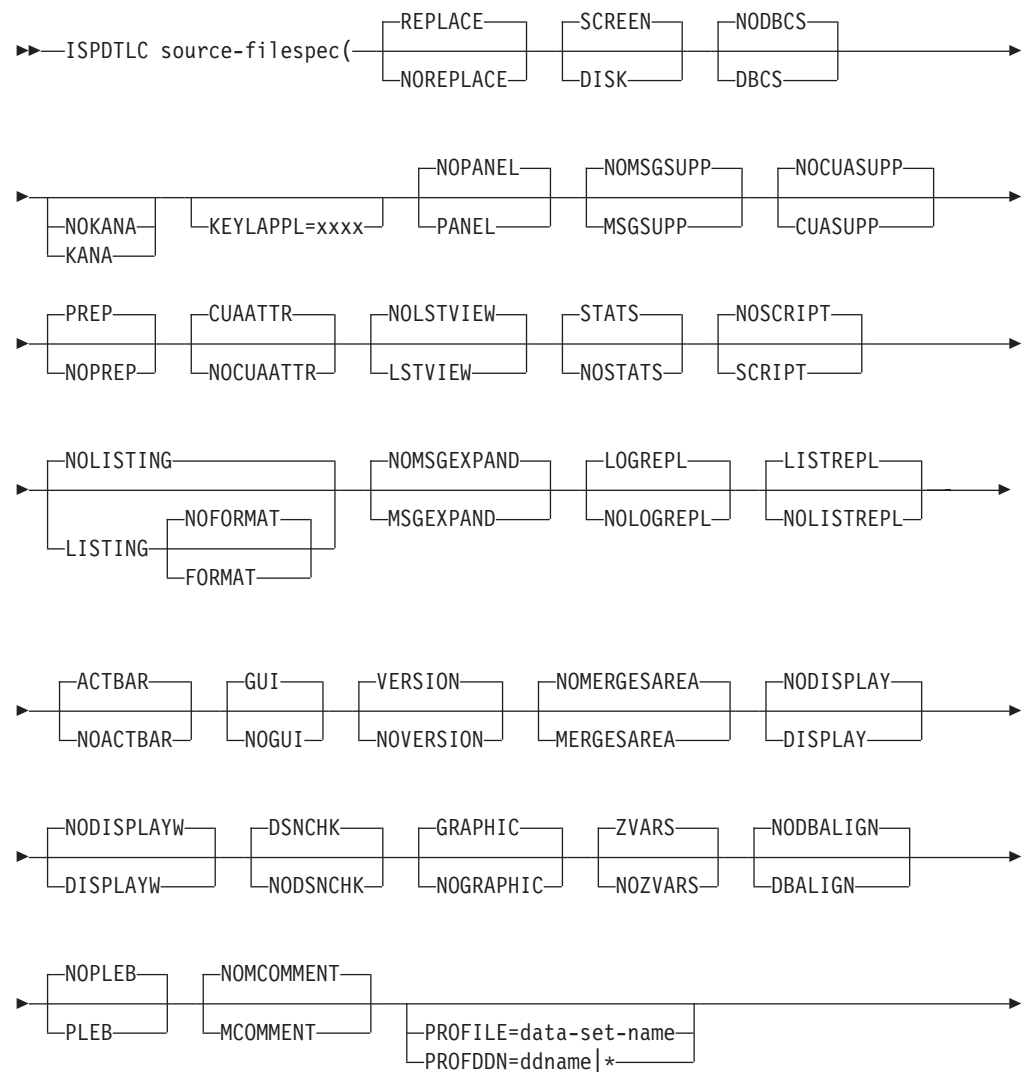 REPLACE SCREEN NODBCS
ISPDTLC source-filespec(
NOREPLACE DISK DBCS
NOPANEL NOMSGSUPP NOCUASUPP
NOKANA KEYLAPPL=xxxx PANEL MSGSUPP CUASUPP
KANA
PREP CUAATTR NOLSTVIEW STATS NOSCRIPT
NOPREP NOCUAATTR LSTVIEW NOSTATS SCRIPT
NOLISTING NOMSGEXPAND LOGREPL LISTREPL
NOFORMAT MSGEXPAND NOLOGREPL NOLISTREPL
LISTING
FORMAT
ACTBAR GUI VERSION NOMERGESAREA NODISPLAY
NOACTBAR NOGUI NOVERSION MERGESAREA DISPLAY
NODISPLAYW DSNCHK GRAPHIC ZVARS NODBALIGN
DISPLAYW NODSNCHK NOGRAPHIC NOZVARS DBALIGN
NOPLEB NOMCOMMENT
PLEB MCOMMENT PROFILE=data-set-name
PROFDDN=ddname|*